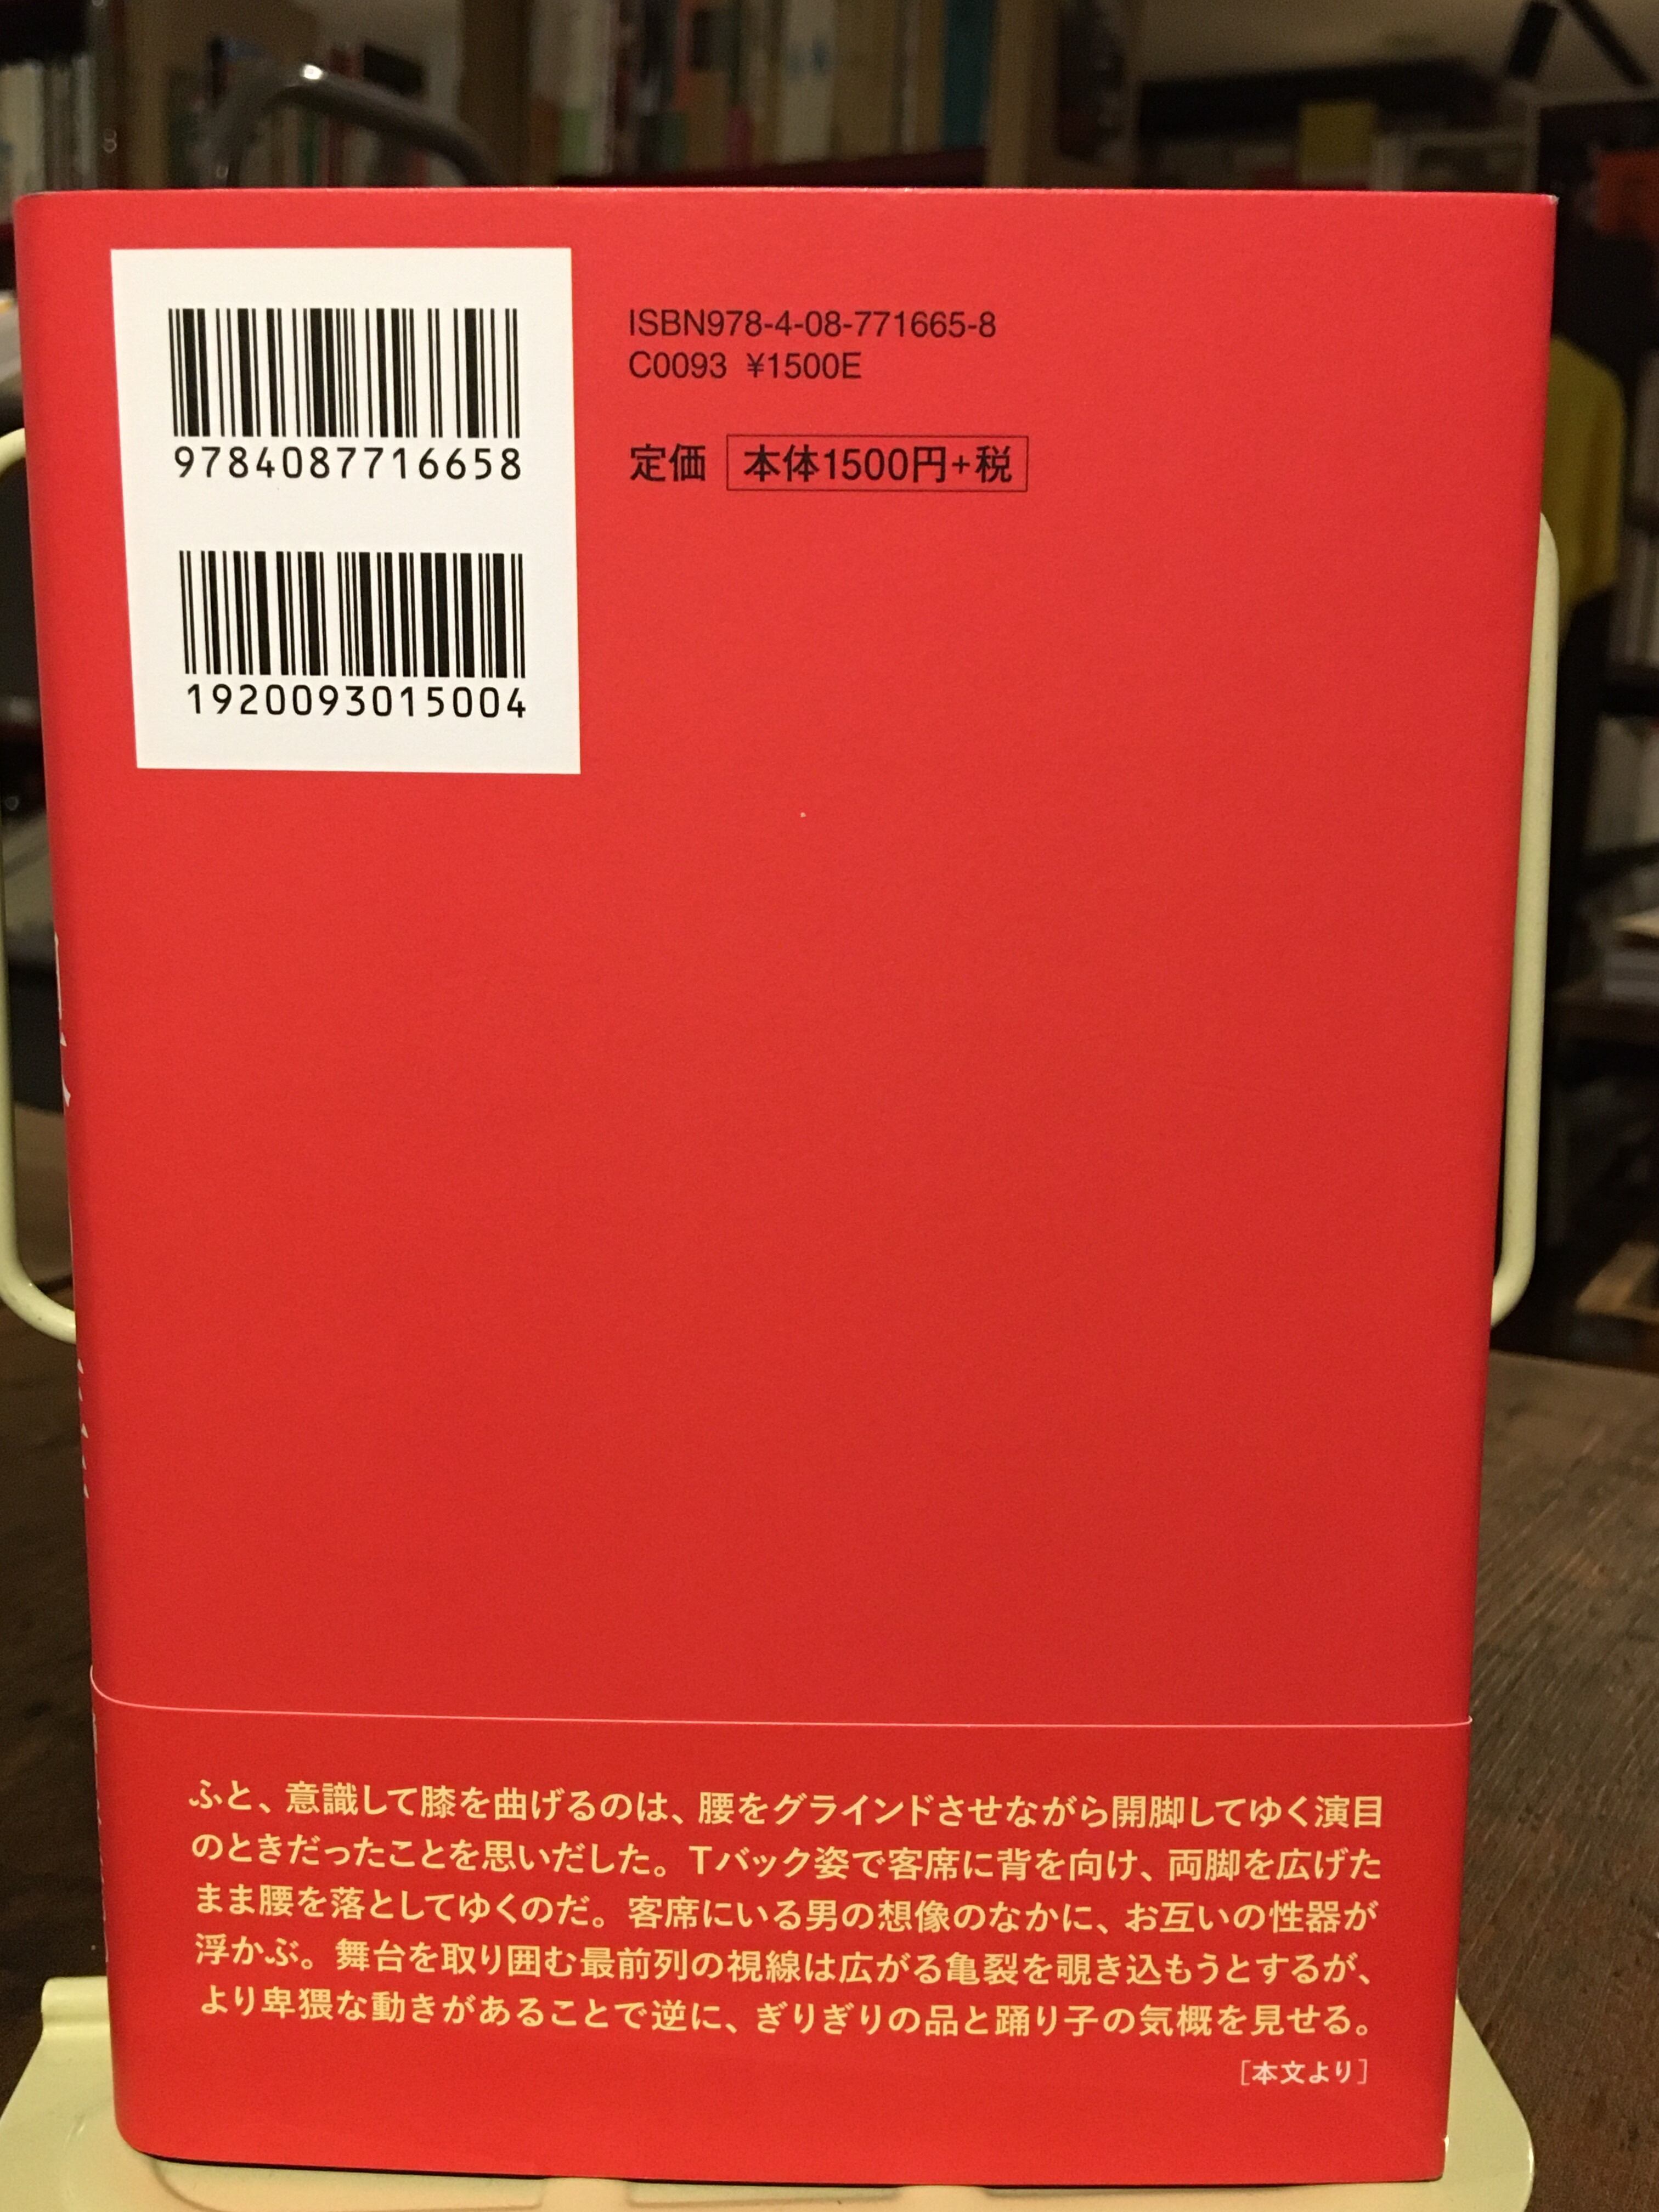 9784087716658
1920093015004
ISBN978-4-08-771665-8
C0093 ¥1500E
定価 本体1500円+税
ふと、意識して膝を曲げるのは、腰をグラインドさせながら開脚してゆく演目
のときだったことを思いだした。Tバック姿で客席に背を向け、両脚を広げた
まま腰を落としてゆくのだ。客席にいる男の想像のなかに、お互いの性器が
浮かぶ。舞台を取り囲む最前列の視線は広がる亀裂を覗き込もうとするが、
より卑猥な動きがあることで逆に、ぎりぎりの品と踊り子の気概を見せる。
[本文より]